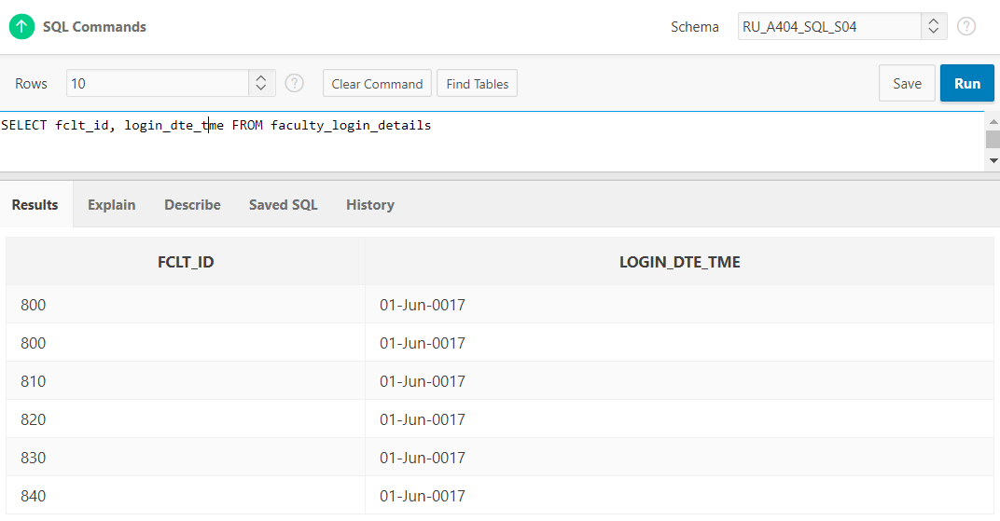 SQL Commands Schema RU_A404_SQL_S04 ?
Rows 10 ? Clear Command Find Tables Save Run
SELECT fclt_id, login_dte_tme FROM faculty_login_details
Results Explain Describe Saved SQL History
FCLT_ID LOGIN_DTE_TME
800 01-Jun-0017
800 01-Jun-0017
810 01-Jun-0017
820 01-Jun-0017
830 01-Jun-0017
840 01-Jun-0017